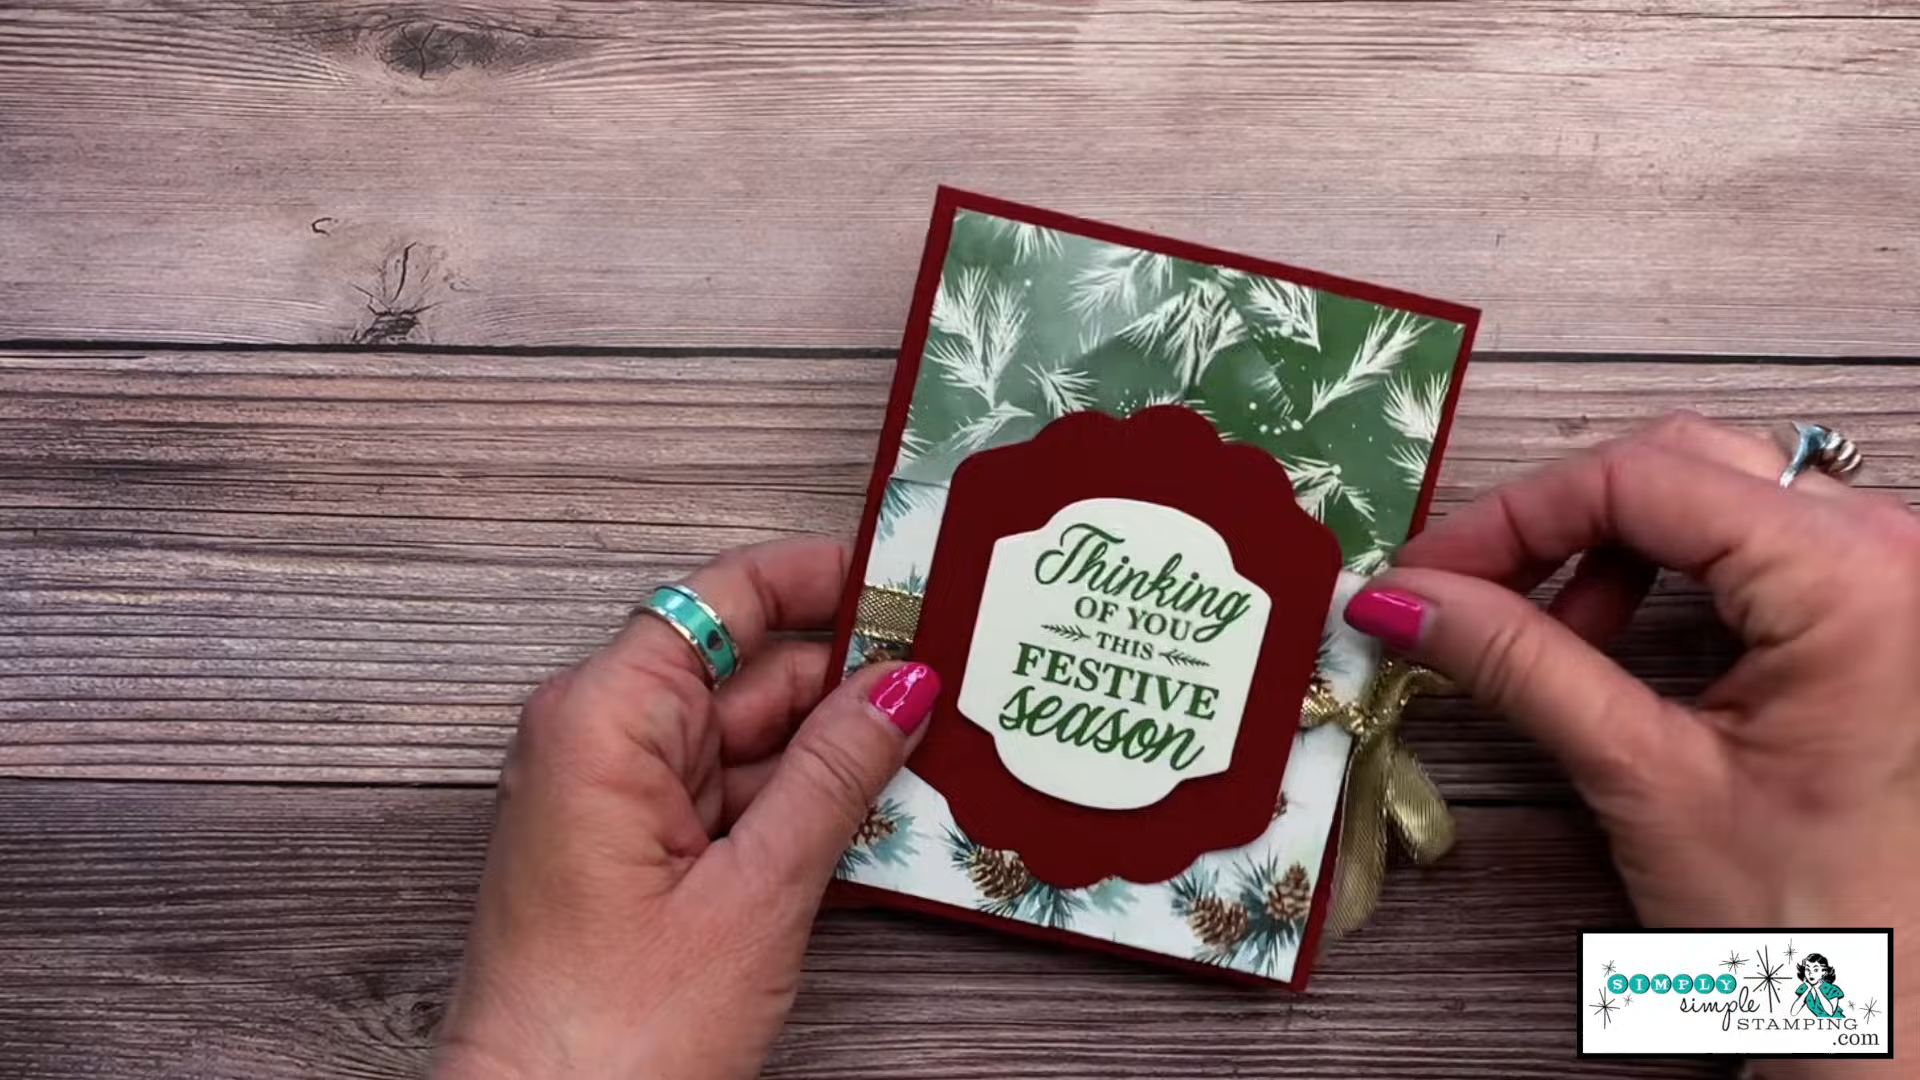 Thinking
OF YOU
THIS
FESTIVE
season
SIMPLY
simple
STAMPING
.com